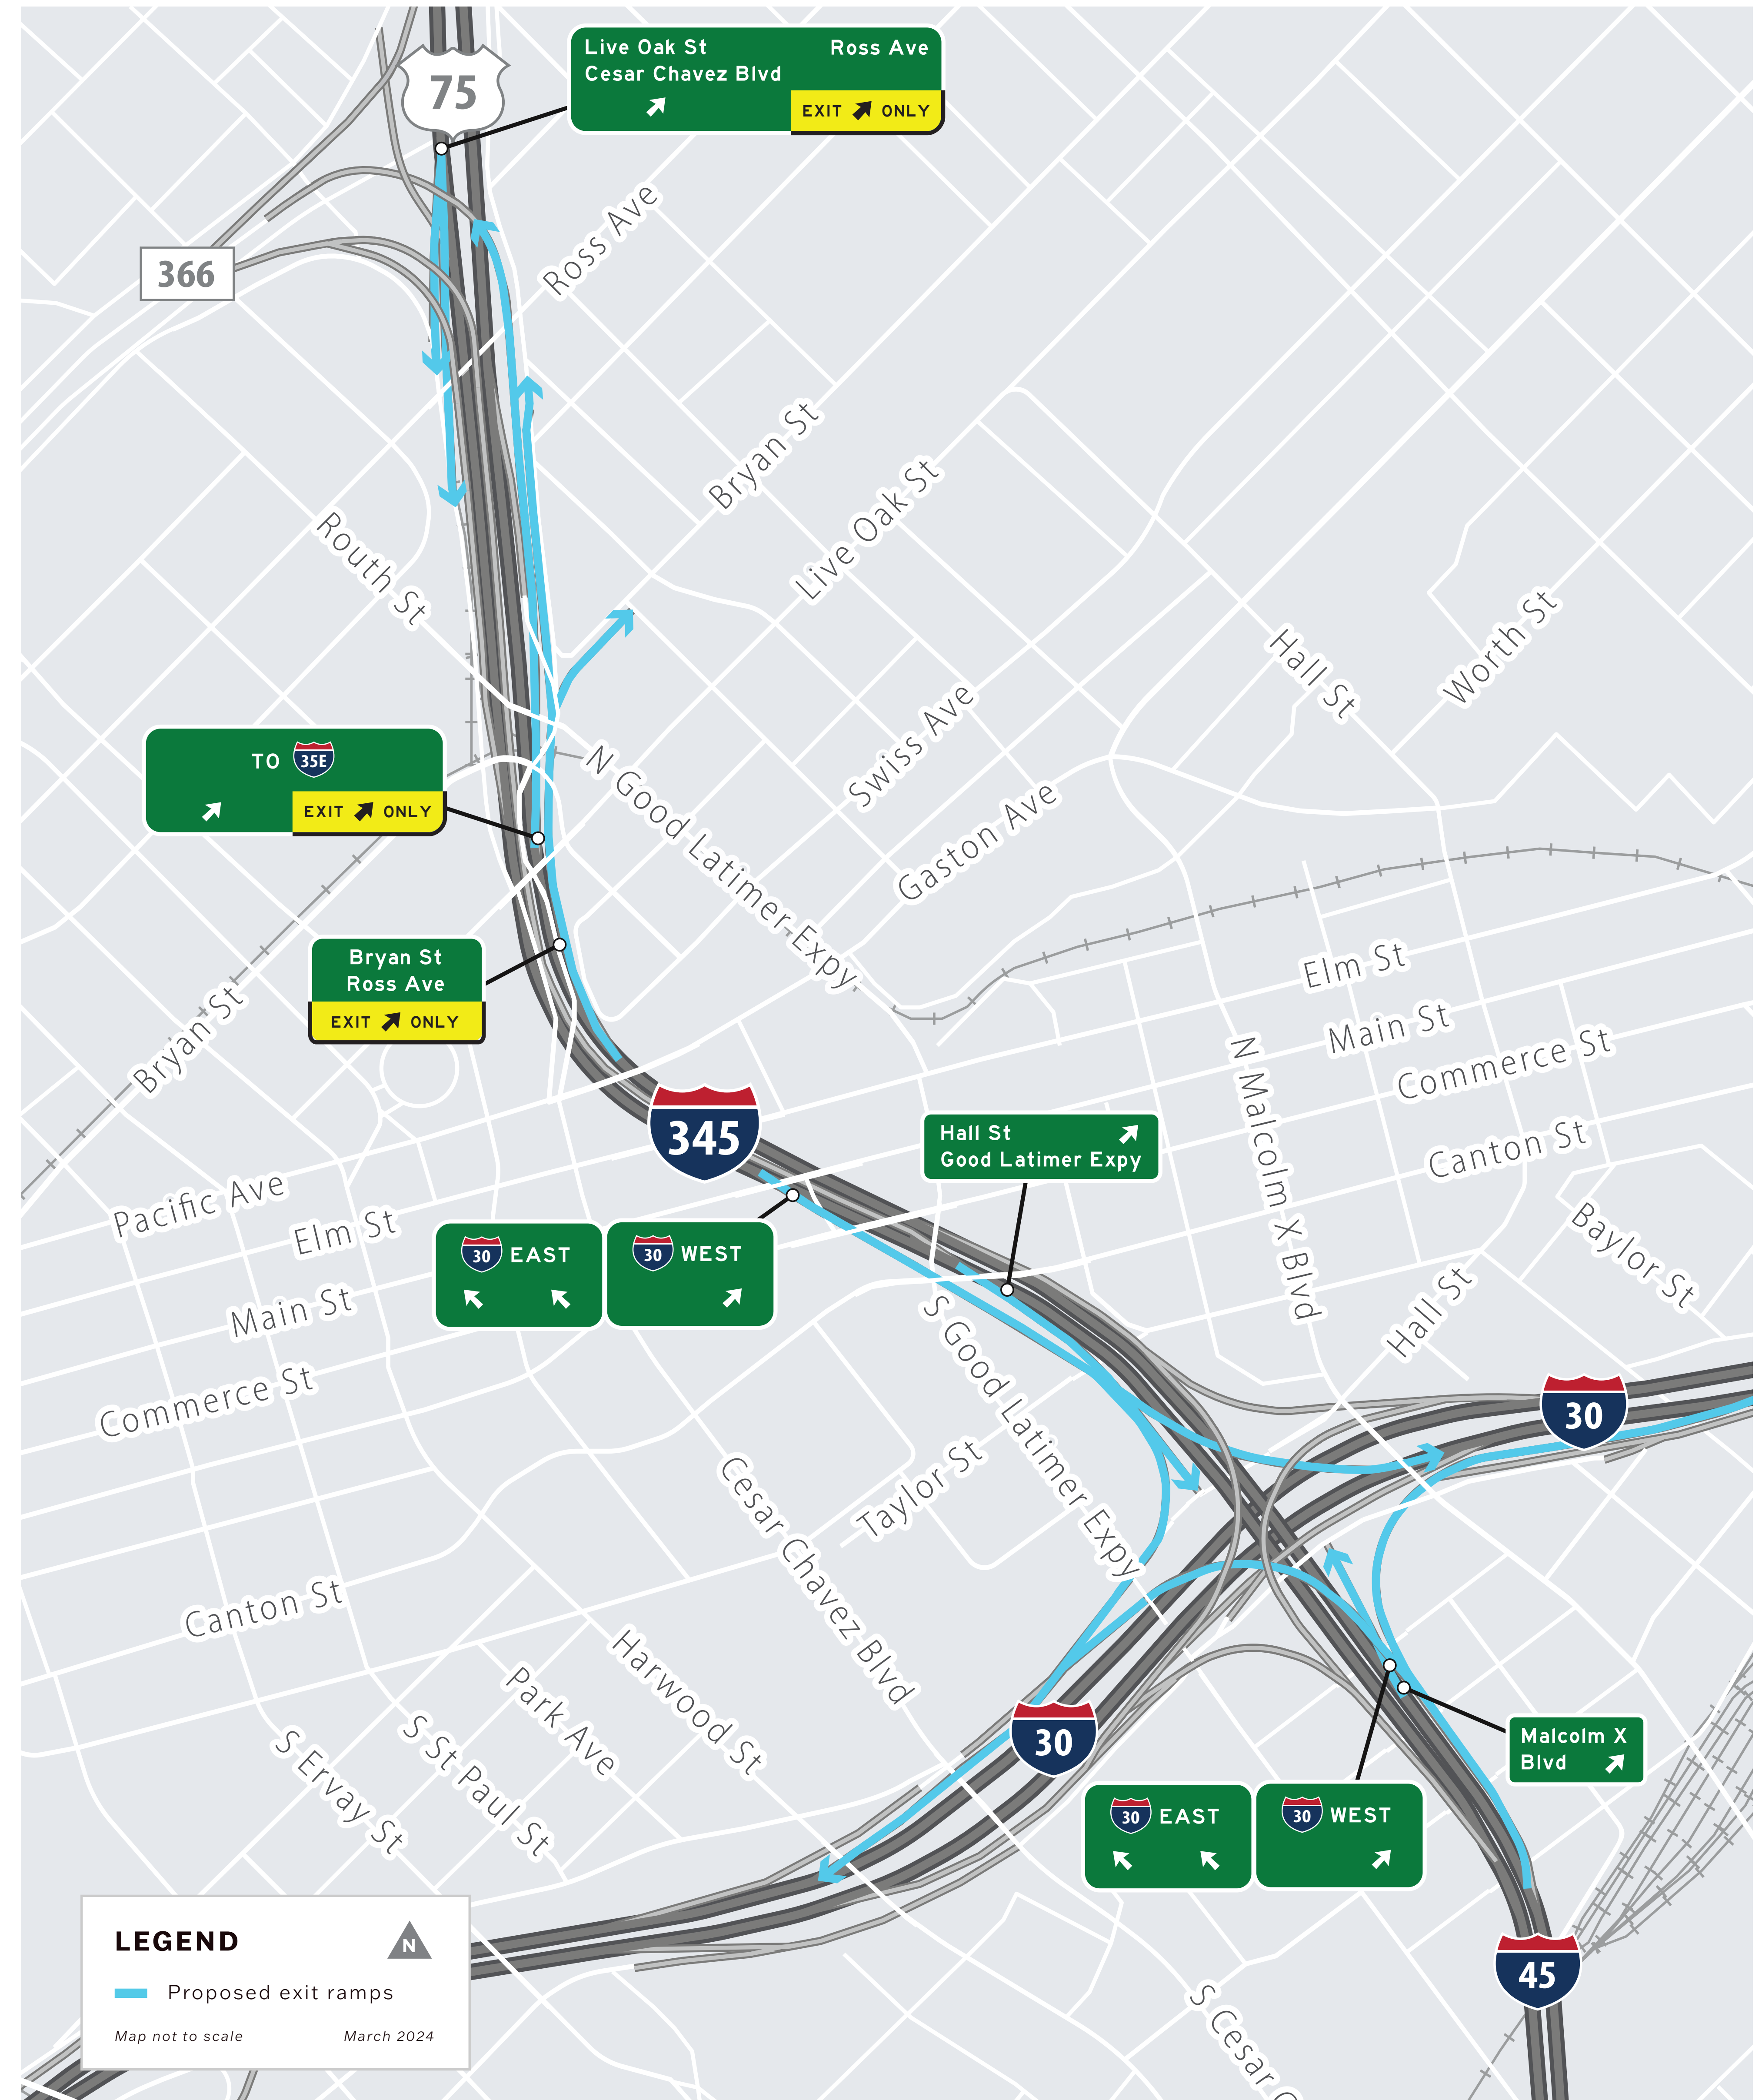 75
Live Oak St
Cesar Chavez Blvd
Ross Ave
EXIT ONLY
Ross Ave
366
Bryan St
Live Oak St
Routh St
Hall St
Worth St
Swiss Ave
TO 35E
EXIT ONLY
N Good Latimer Expy
Gaston Ave
Bryan St
Ross Ave
EXIT ONLY
Elm St
Bryan St
Main St
Commerce St
N Malcolm X Blvd
345
Hall St
Good Latimer Expy
Canton St
Pacific Ave
Elm St
30 EAST
30 WEST
Baylor St
Main St
S Good Latimer Expy
Hall St
Commerce St
30
Taylor St
Cesar Chavez Blvd
Canton St
Harwood St
Park Ave
S St Paul St
S Ervay St
30
Malcolm X
Blvd
30 EAST
30 WEST
LEGEND
N
Proposed exit ramps
Map not to scale
March 2024
45
S Cesar C